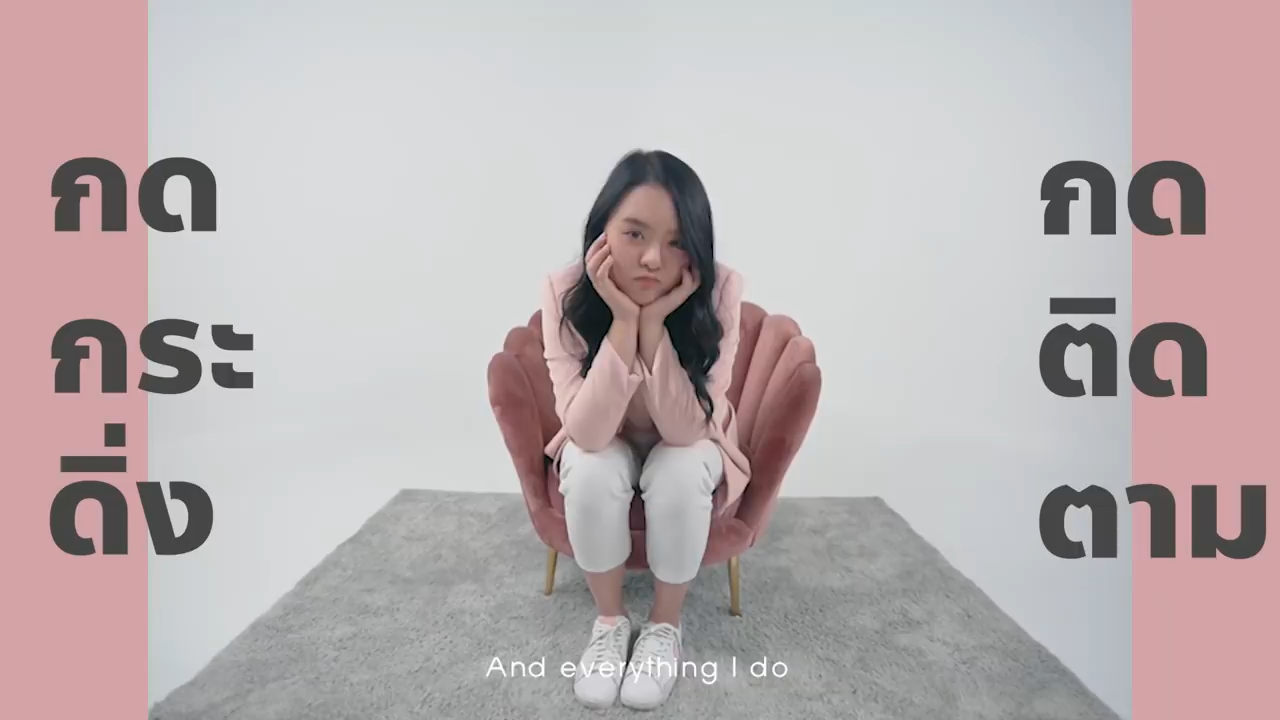 กด
กระ
ดิ่ง
กด
ติด
ตาม
And everything I do